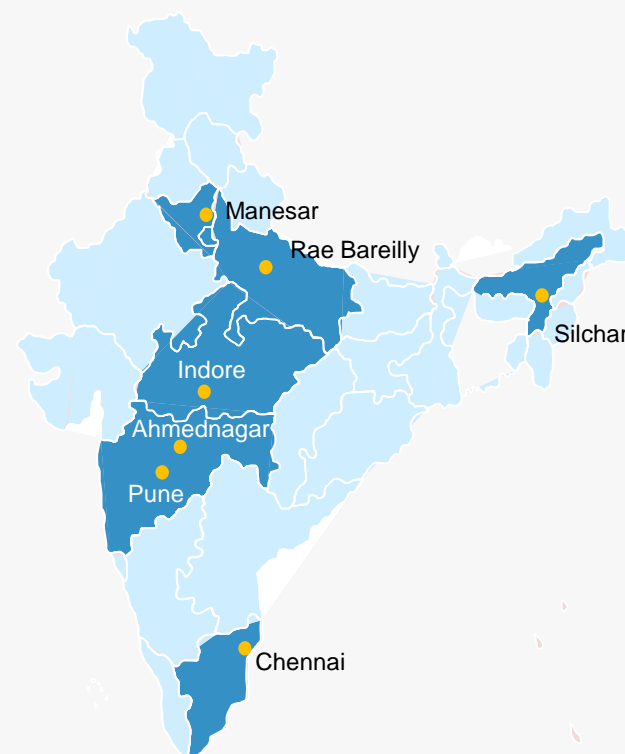 Manesar
Rae Bareilly
Silchar
Indore
Ahmednagar
Pune
Chennai